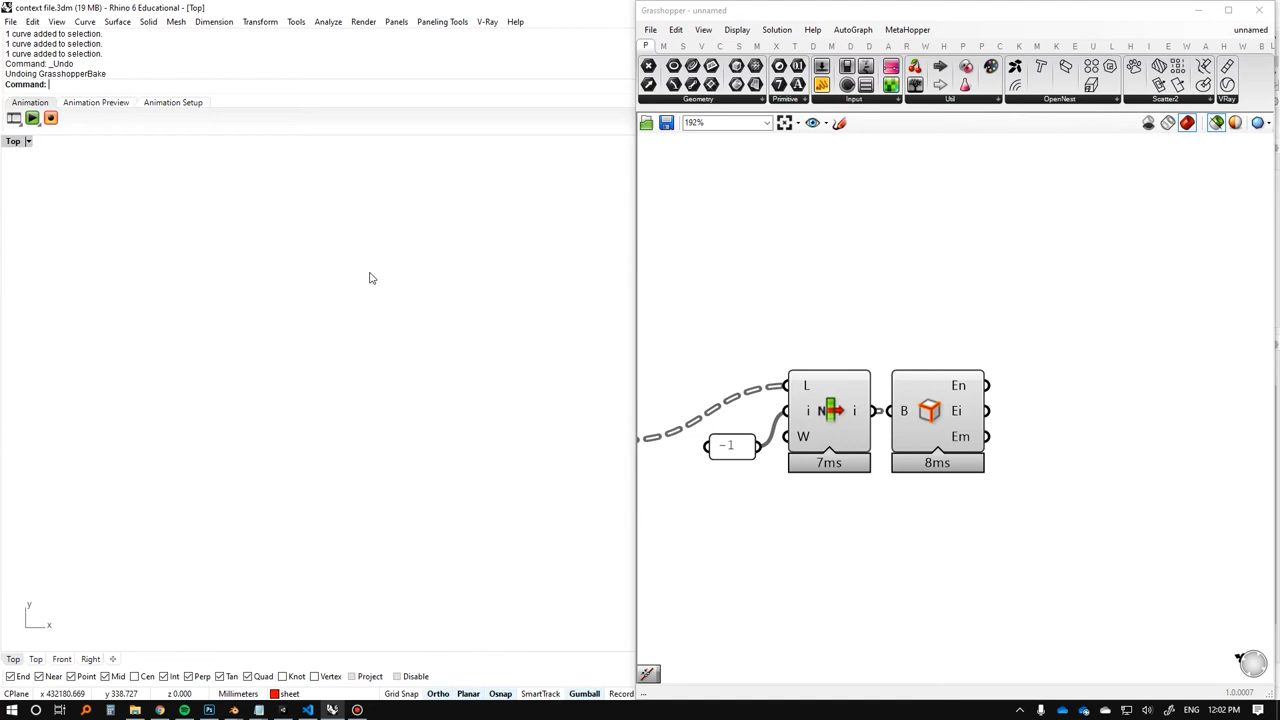 context file.3dm (19 MB) - Rhino 6 Educational - [Top]
File Edit View Curve Surface Solid Mesh Dimension Transform Tools Analyze Render Panels Paneling Tools V-Ray Help
1 curve added to selection.
1 curve added to selection.
1 curve added to selection.
Command: _Undo
Undoing GrasshopperBake
Command:
Animation Animation Preview Animation Setup
Top
y
x
Top Top Front Right
End Near Point Mid Cen Int Perp Tan Quad Knot Vertex Project Disable
CPlane x 432180.669 y 338.727 z 0.000 Millimeters sheet Grid Snap Ortho Planar Osnap SmartTrack Gumball Record
Grasshopper - unnamed
File Edit View Display Solution Help AutoGraph MetaHopper unnamed
P M S V C S M I X T D M D A R U N A K G H P E U L C W A H B L
Geometry Primitive Input Util OpenNest Scatter2 VRay
192%
L
i N i
W
7ms
-1
B En
Ei
Em
8ms
...
1.0.0007
ENG 12:02 PM